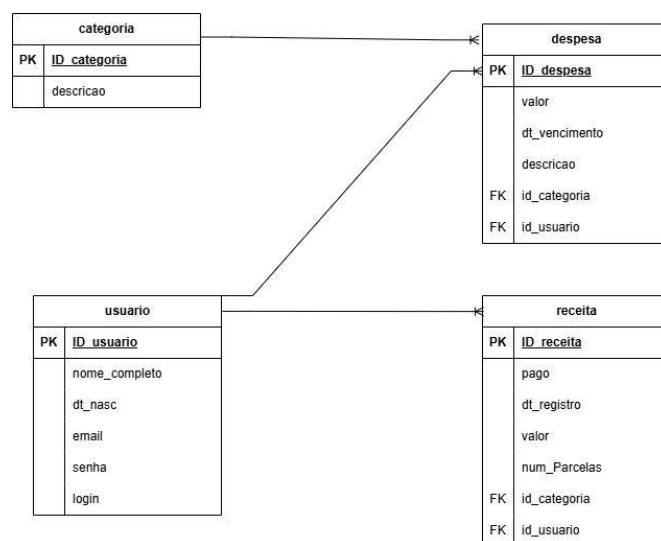 categoria
PK ID_categoria
descricao
despesa
PK ID_despesa
valor
dt_vencimento
descricao
FK id_categoria
FK id_usuario
usuario
PK ID_usuario
nome_completo
dt_nasc
email
senha
login
receita
PK ID_receita
pago
dt_registro
valor
num_Parcelas
FK id_categoria
FK id_usuario